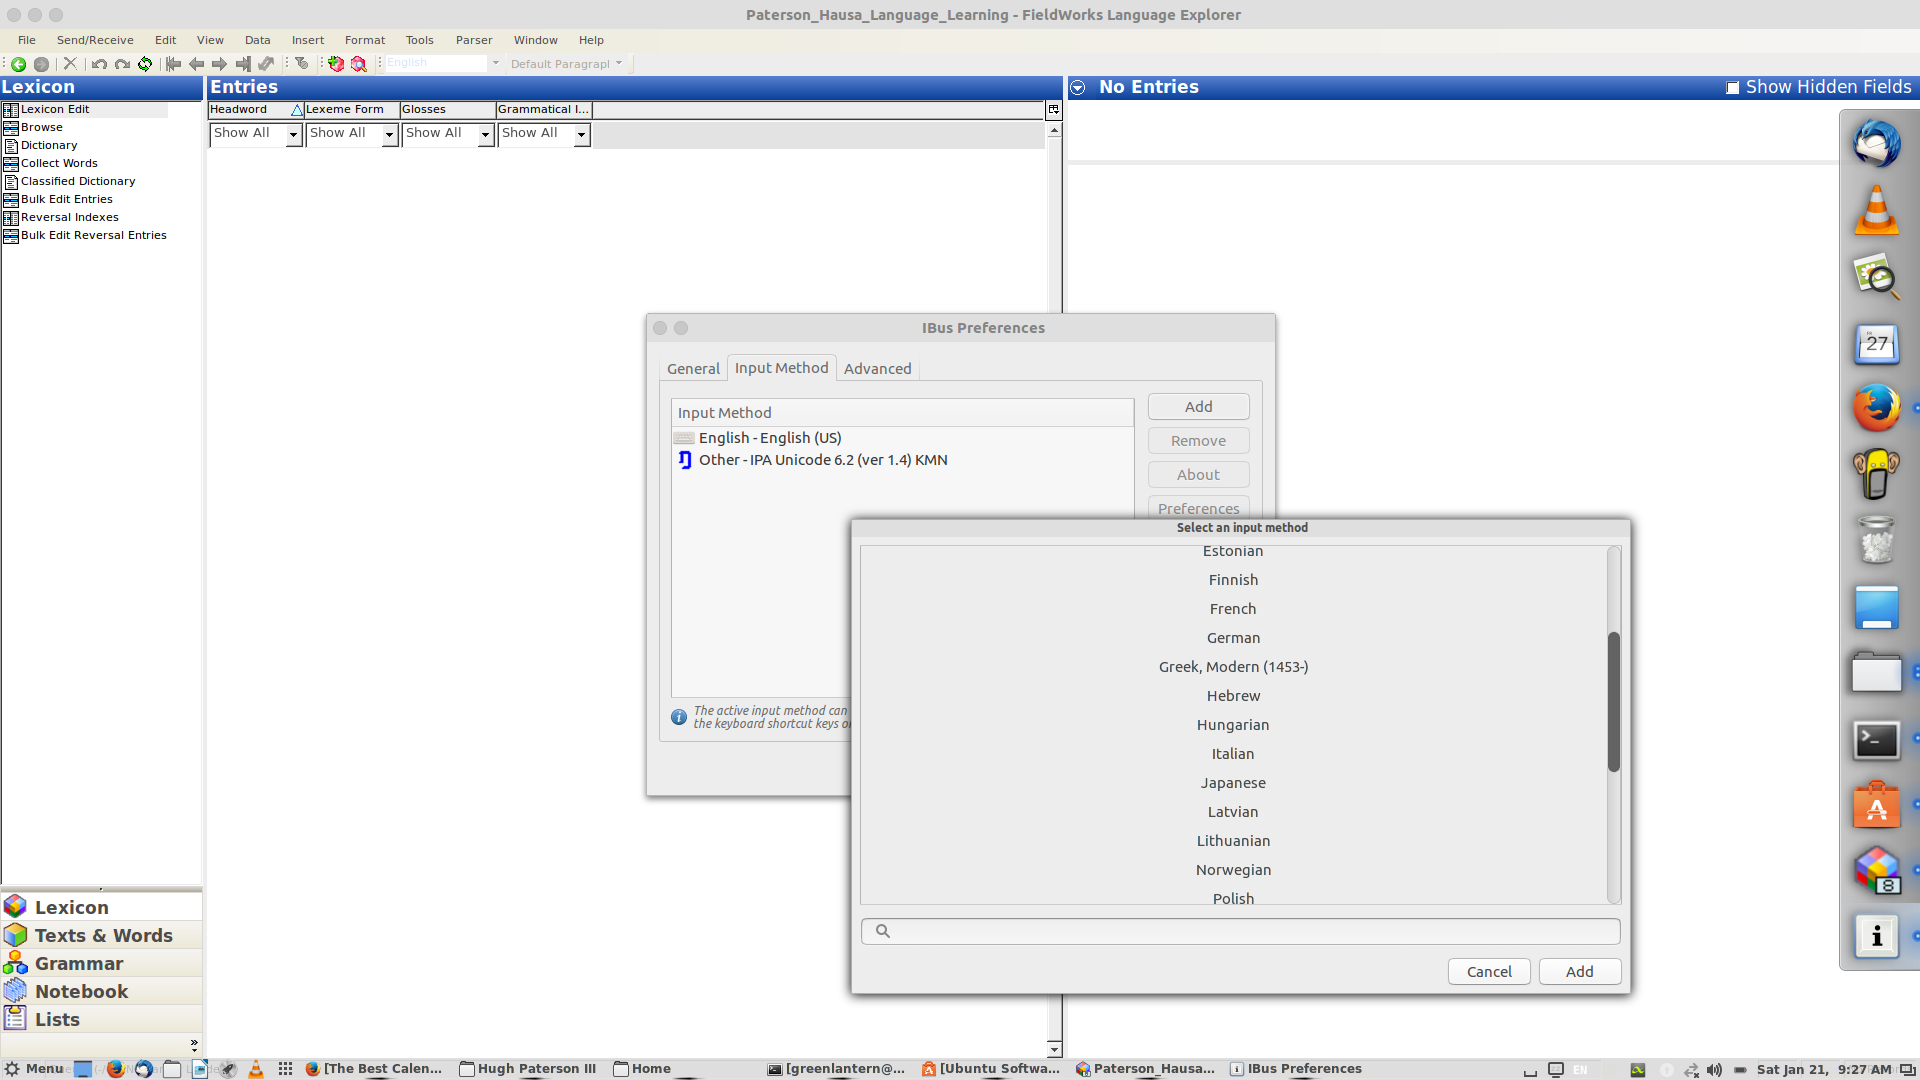 Paterson_Hausa_Language_Learning - FieldWorks Language Explorer
File Send/Receive Edit View Data Insert Format Tools Parser Window Help
English Default Paragraph
Lexicon
Lexicon Edit
Browse
Dictionary
Collect Words
Classified Dictionary
Bulk Edit Entries
Reversal Indexes
Bulk Edit Reversal Entries
Entries
Headword Lexeme Form Glosses Grammatical I...
Show All Show All Show All Show All
No Entries Show Hidden Fields
IBus Preferences
General Input Method Advanced
Input Method
English - English (US)
Other - IPA Unicode 6.2 (ver 1.4) KMN
Add
Remove
About
Preferences
The active input method can
the keyboard shortcut keys o
Select an input method
Estonian
Finnish
French
German
Greek, Modern (1453-)
Hebrew
Hungarian
Italian
Japanese
Latvian
Lithuanian
Norwegian
Polish
Cancel Add
27
8
Lexicon
Texts & Words
Grammar
Notebook
Lists
Menu [The Best Calen... Hugh Paterson III Home [greenlantern@... [Ubuntu Softwa... Paterson_Hausa... IBus Preferences EN Sat Jan 21, 9:27 AM